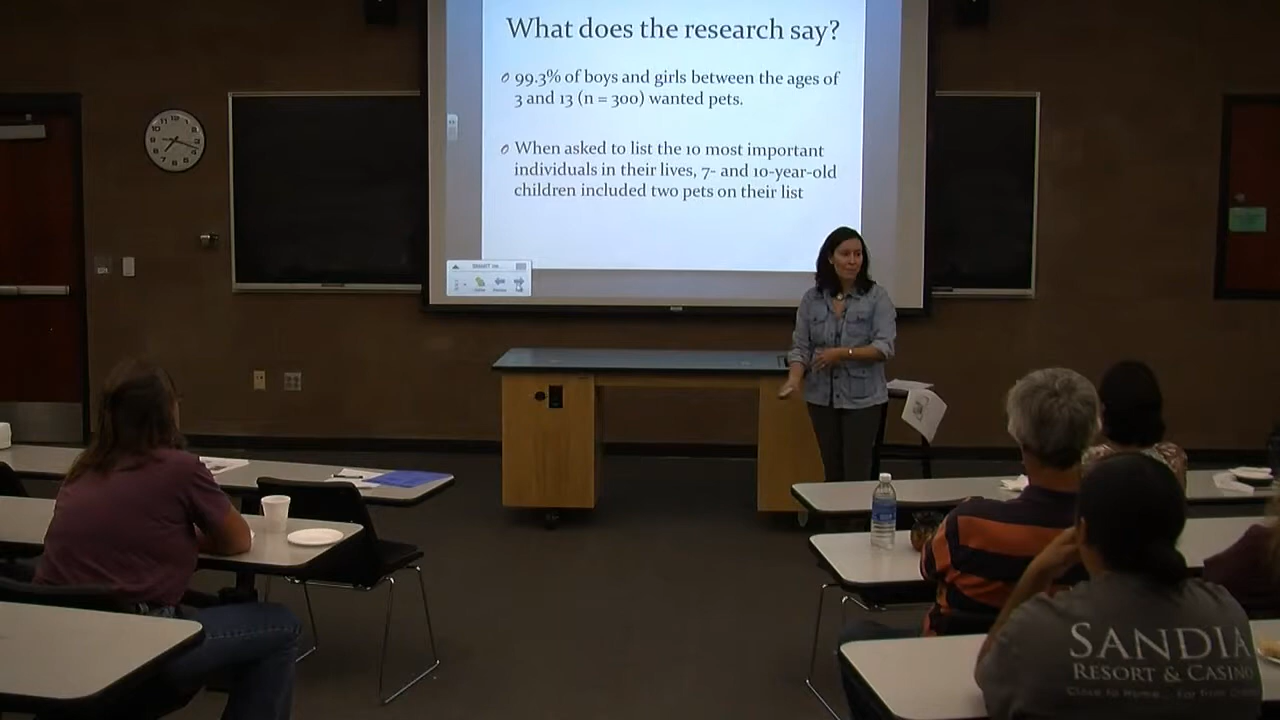 What does the research say?
99.3% of boys and girls between the ages of
3 and 13 (n = 300) wanted pets.
When asked to list the 10 most important
individuals in their lives, 7- and 10-year-old
children included two pets on their list
SANDIA
RESORT & CASINO